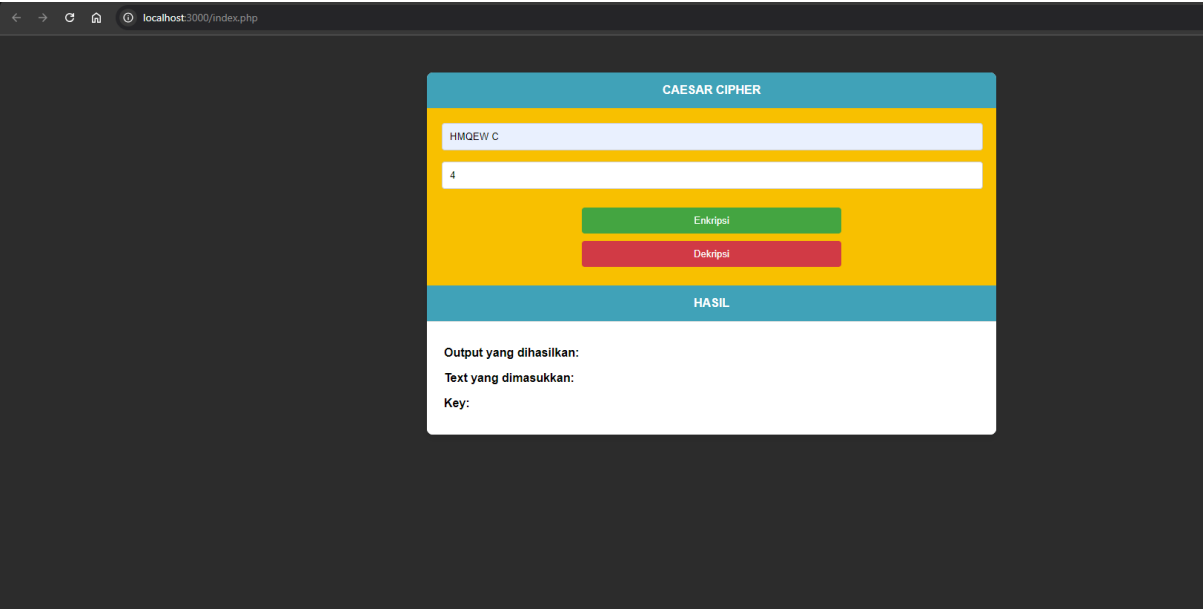 localhost:3000/index.php
CAESAR CIPHER
HMQEW C
4
Enkripsi
Dekripsi
HASIL
Output yang dihasilkan:
Text yang dimasukkan:
Key: